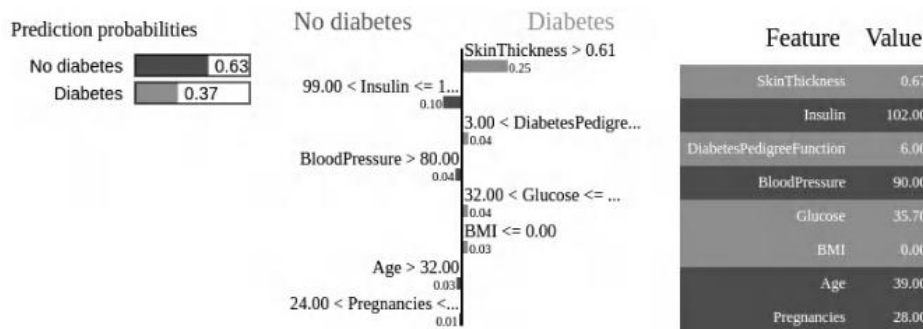 Prediction probabilities
No diabetes 0.63
Diabetes 0.37
No diabetes Diabetes
SkinThickness > 0.61
0.25
99.00 < Insulin <= 1...
0.10
3.00 < DiabetesPedigre...
0.04
BloodPressure > 80.00
0.04
32.00 < Glucose <= ...
0.04
BMI <= 0.00
0.03
Age > 32.00
0.03
24.00 < Pregnancies <...
0.01
Feature Value
SkinThickness 0.67
Insulin 102.00
DiabetesPedigreeFunction 6.00
BloodPressure 90.00
Glucose 35.70
BMI 0.00
Age 39.00
Pregnancies 28.00